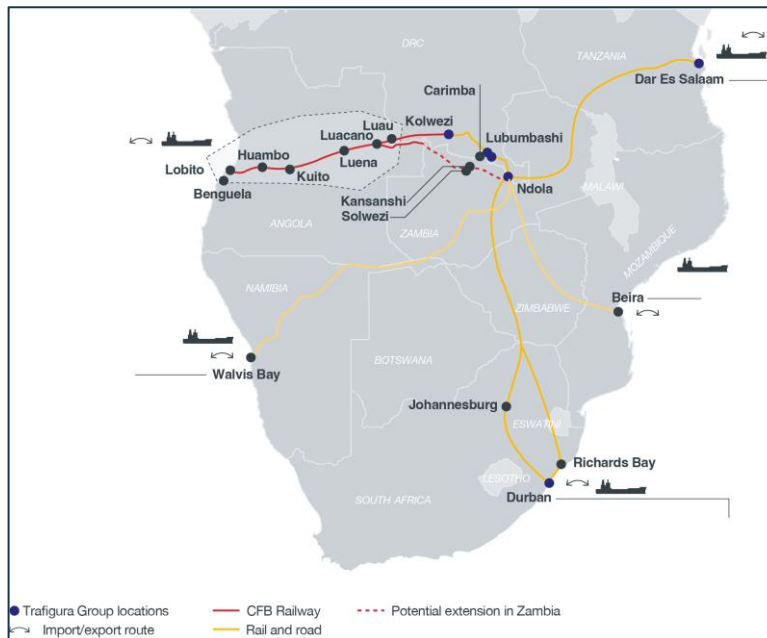 DRC
TANZANIA
Dar Es Salaam
Carimba
Kolwezi
Luau
Luacano
Lubumbashi
Huambo
Lobito
Luena
Kuito
Benguela
Kansanshi
Solwezi
Ndola
MALAWI
ANGOLA
ZAMBIA
MOZAMBIQUE
NAMIBIA
ZIMBABWE
Beira
Walvis Bay
BOTSWANA
Johannesburg
ESWATINI
Richards Bay
LESOTHO
Durban
SOUTH AFRICA
Trafigura Group locations
CFB Railway
Potential extension in Zambia
Import/export route
Rail and road